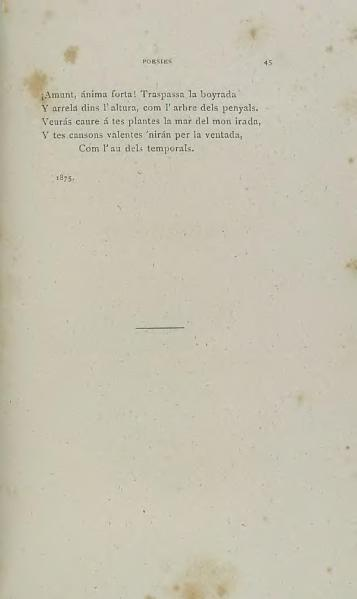 POESIES 45
¡Amunt, ánima forta! Traspassa la boyrada
Y arrela dins l'altura, com l'arbre dels penyals.
Veurás caure á tes plantes la mar del mon irada,
Y tes cansons valentes 'nirán per la ventada,
Com l'au dels temporals.
1875.